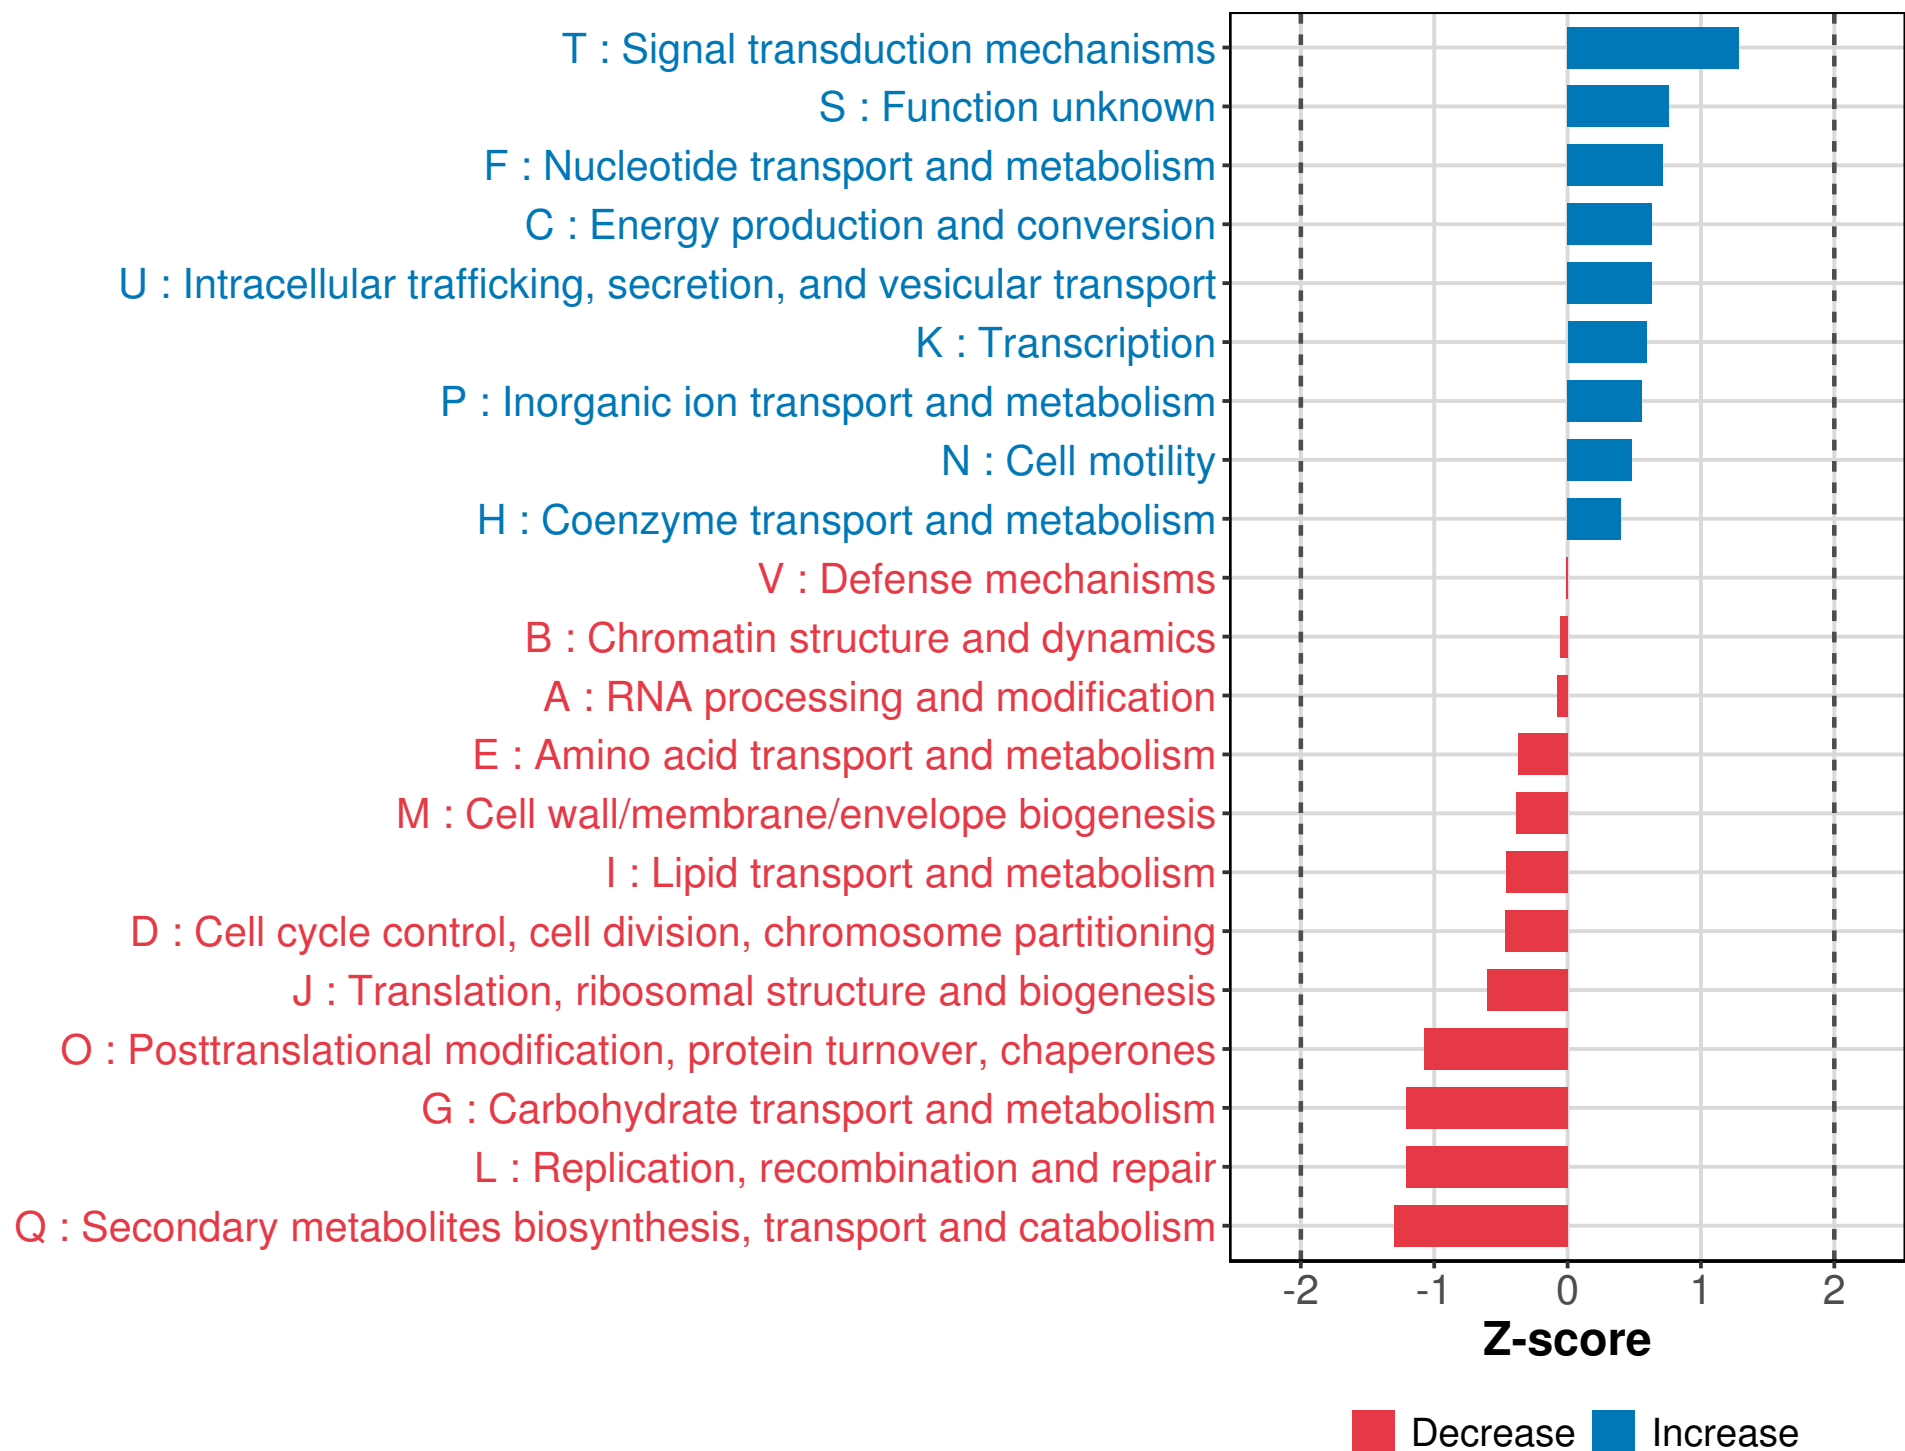 T : Signal transduction mechanisms
S : Function unknown
F : Nucleotide transport and metabolism
C : Energy production and conversion
U : Intracellular trafficking, secretion, and vesicular transport
K : Transcription
P : Inorganic ion transport and metabolism
N : Cell motility
H : Coenzyme transport and metabolism
V : Defense mechanisms
B : Chromatin structure and dynamics
A : RNA processing and modification
E : Amino acid transport and metabolism
M : Cell wall/membrane/envelope biogenesis
I : Lipid transport and metabolism
D : Cell cycle control, cell division, chromosome partitioning
J : Translation, ribosomal structure and biogenesis
O : Posttranslational modification, protein turnover, chaperones
G : Carbohydrate transport and metabolism
L : Replication, recombination and repair
Q : Secondary metabolites biosynthesis, transport and catabolism
-2 -1 0 1 2
Z-score
Decrease Increase